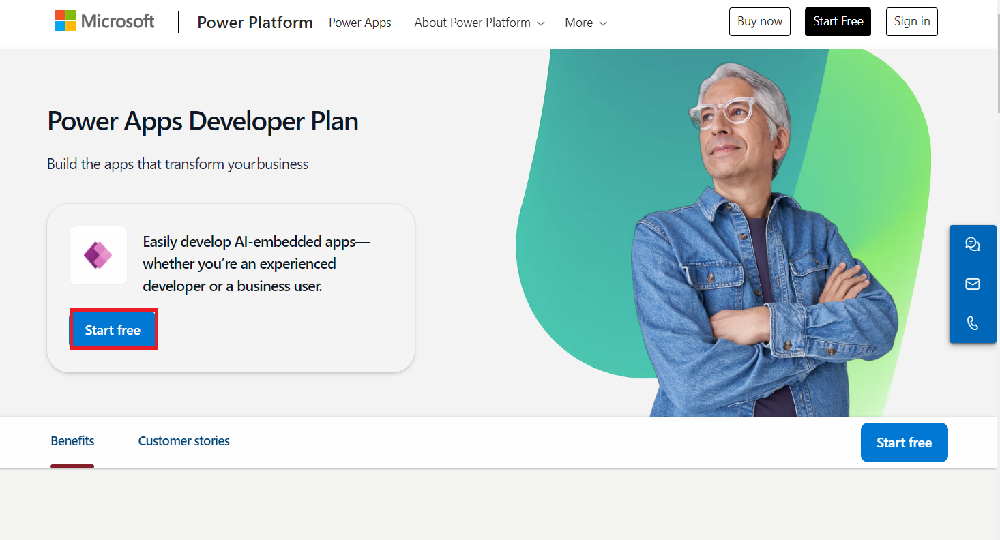 Microsoft
Power Platform
Power Apps
About Power Platform
More
Buy now
Start Free
Sign in
Power Apps Developer Plan
Build the apps that transform your business
Easily develop AI-embedded apps—
whether you’re an experienced
developer or a business user.
Start free
Benefits
Customer stories
Start free